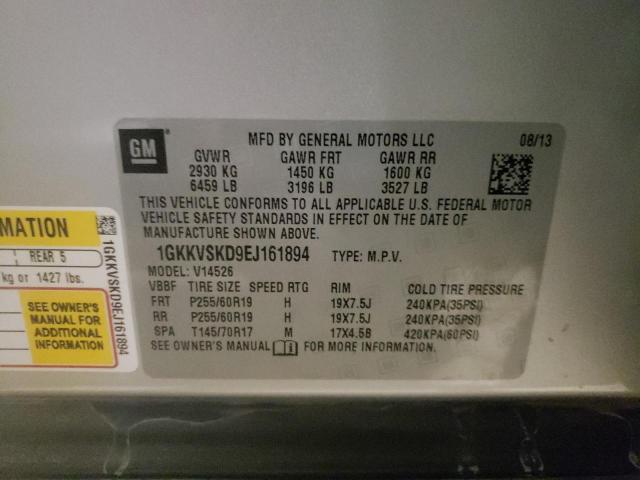 GM
MFD BY GENERAL MOTORS LLC 08/13
GVWR GAWR FRT GAWR RR
2930 KG 1450 KG 1600 KG
6459 LB 3196 LB 3527 LB
THIS VEHICLE CONFORMS TO ALL APPLICABLE U.S. FEDERAL MOTOR
VEHICLE SAFETY STANDARDS IN EFFECT ON THE DATE OF
MANUFACTURE SHOWN ABOVE.
1GKKVSKD9EJ161894 TYPE: M.P.V.
MODEL: V14526
VBBF TIRE SIZE SPEED RTG RIM COLD TIRE PRESSURE
FRT P255/60R19 H 19X7.5J 240KPA(35PSI)
RR P255/60R19 H 19X7.5J 240KPA(35PSI)
SPA T145/70R17 M 17X4.5B 420KPA(60PSI)
SEE OWNER'S MANUAL FOR MORE INFORMATION.
MATION
REAR 5
kg or 1427 lbs.
SEE OWNER'S
MANUAL FOR
ADDITIONAL
INFORMATION
1GKKVSKD9EJ161894